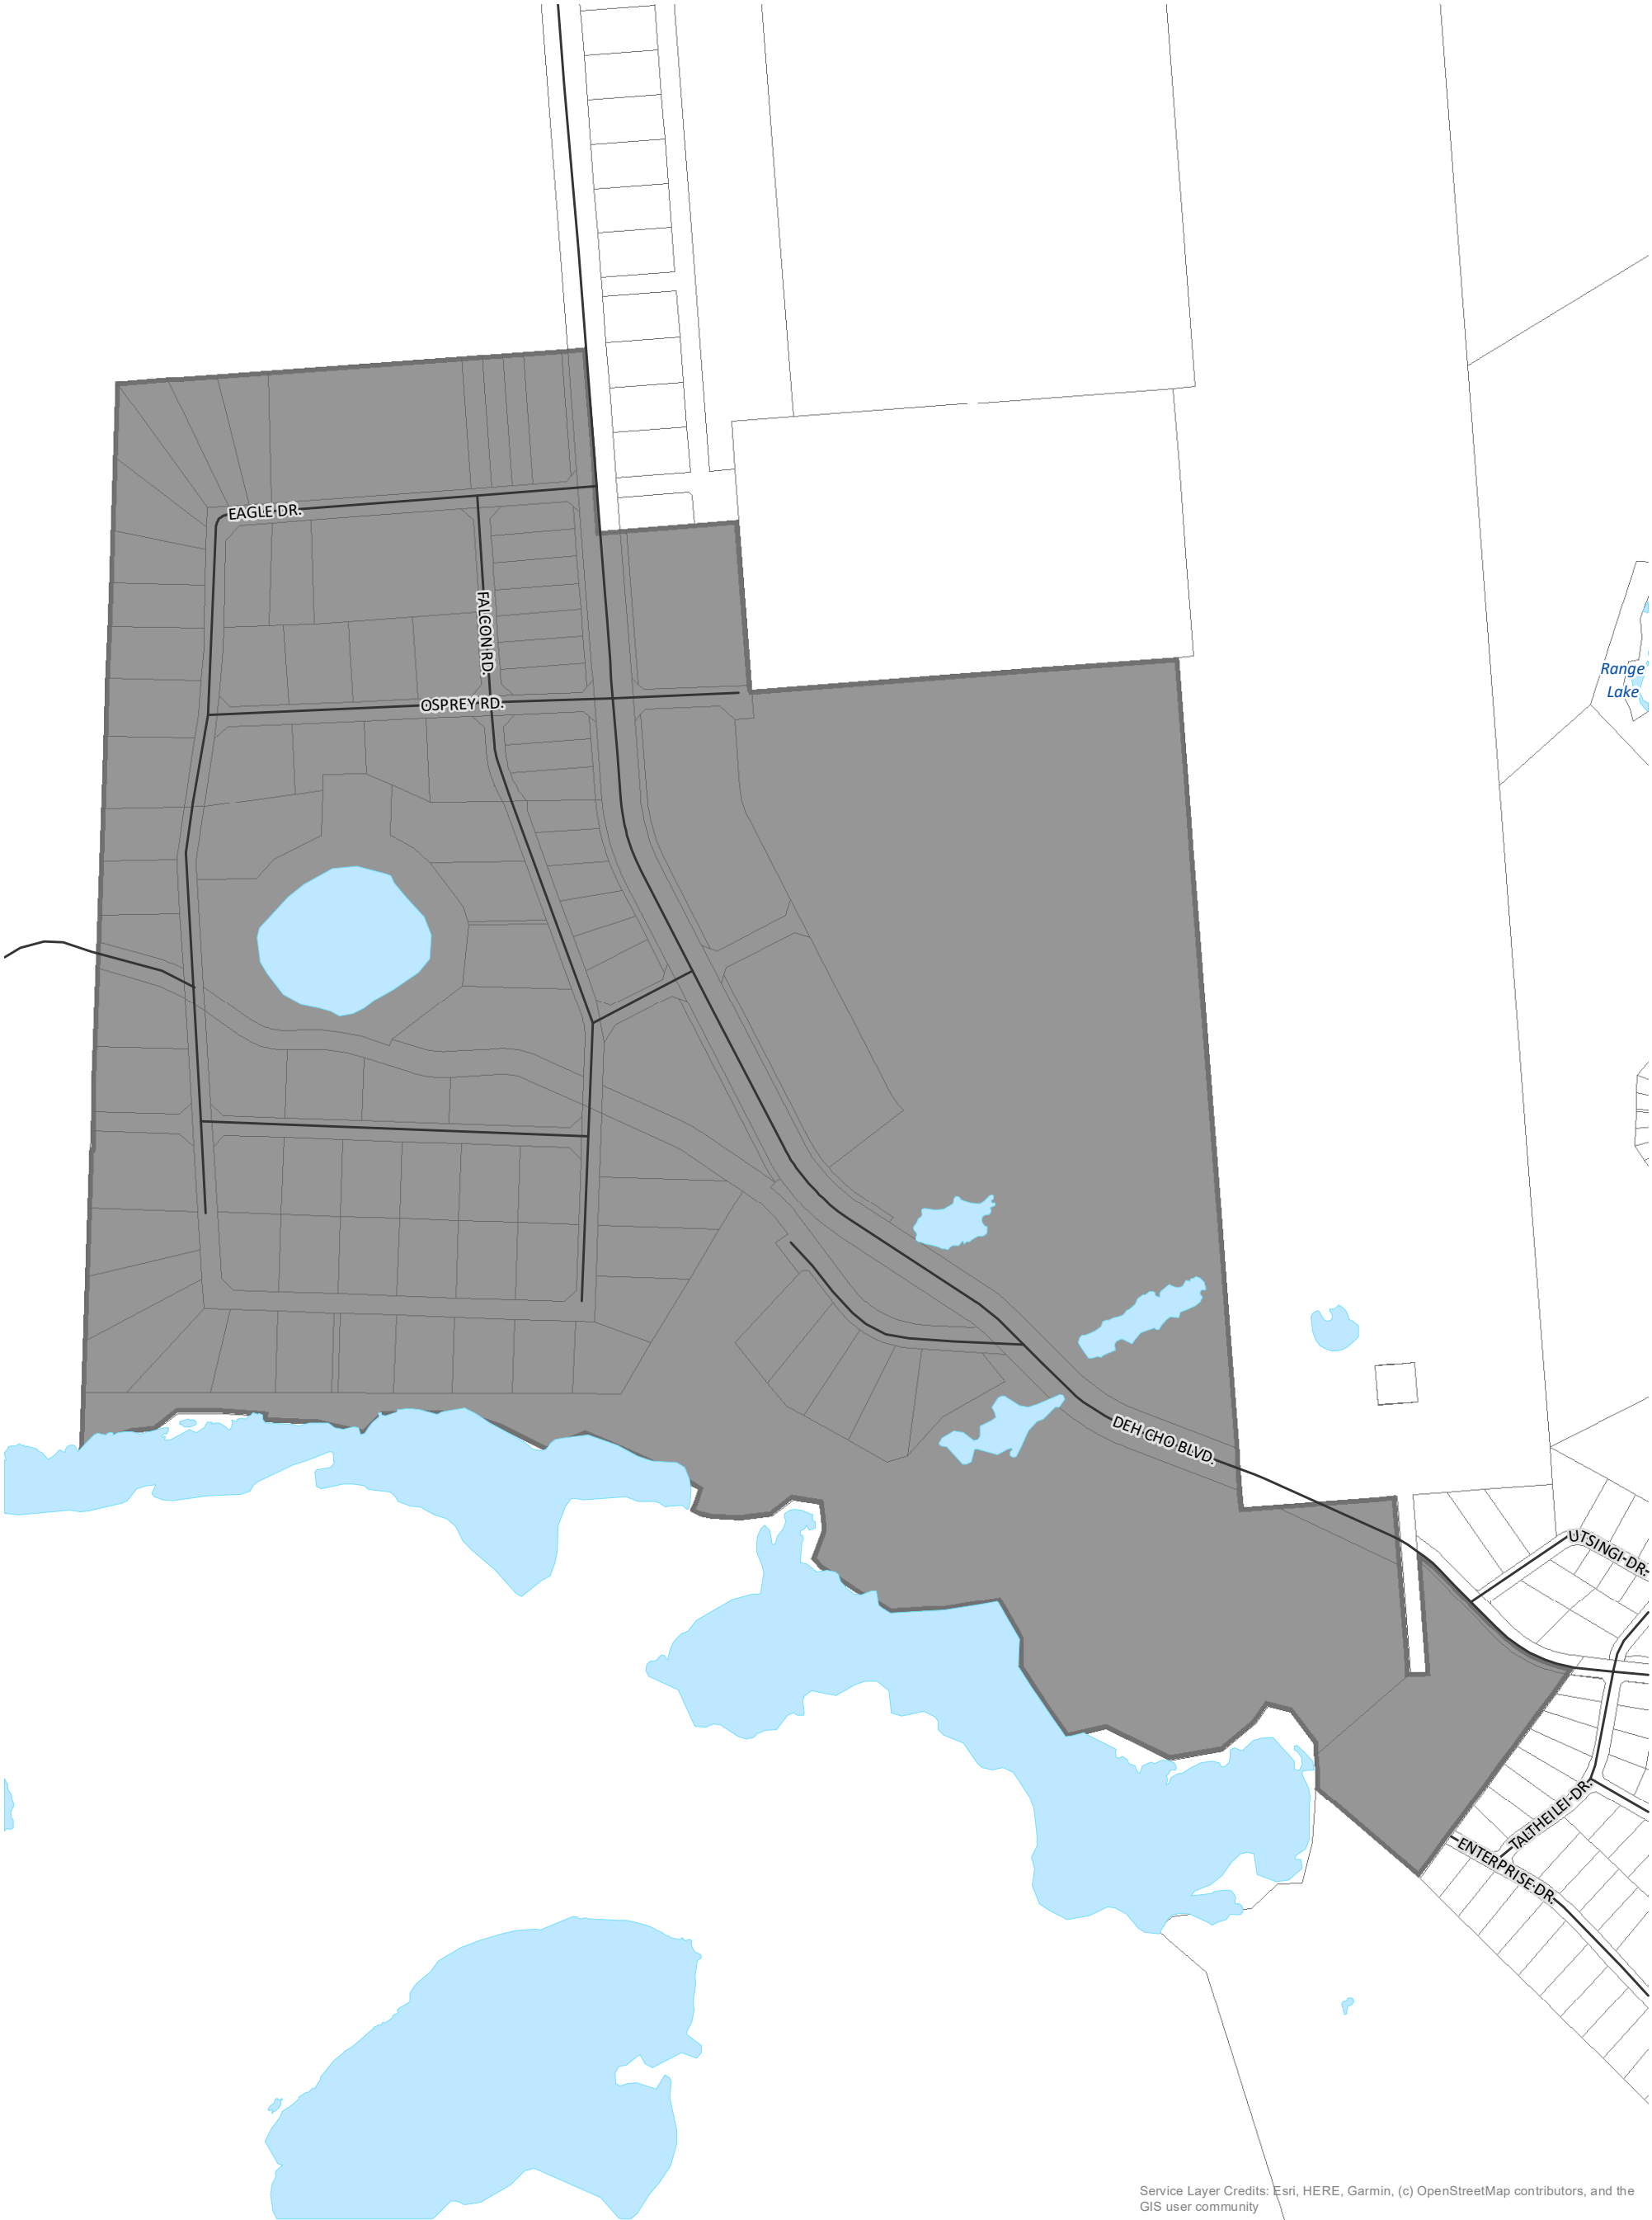 EAGLE DR.
FALCON RD.
Range
Lake
OSPREY RD.
DEH CHO BLVD.
UTSINGI DR.
TALTHEILEI DR.
ENTERPRISE DR.
Service Layer Credits: Esri, HERE, Garmin, (c) OpenStreetMap contributors, and the
GIS user community